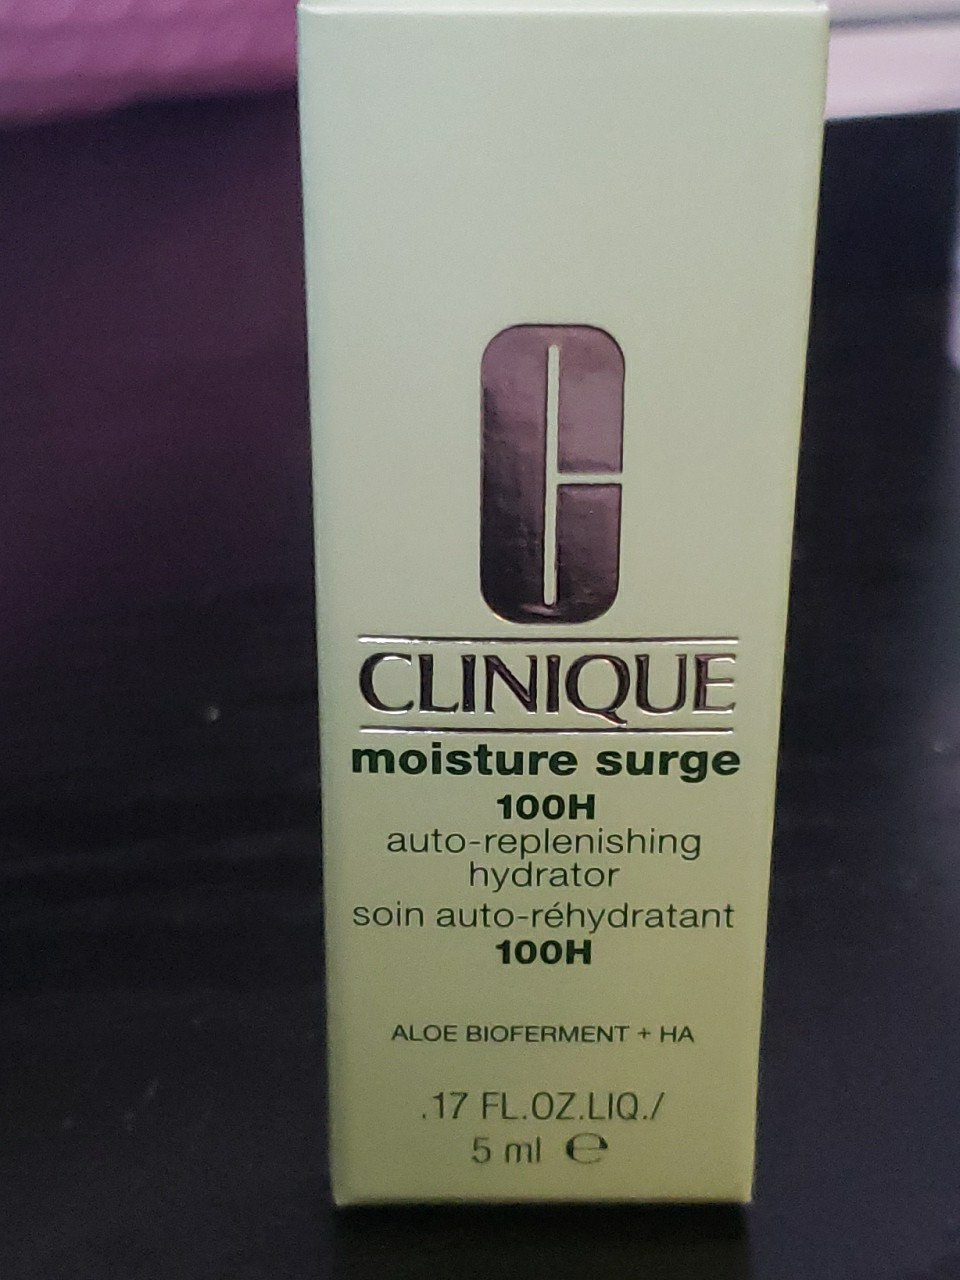 CLINIQUE
moisture surge
100H
auto-replenishing
hydrator
soin auto-réhydratant
100H
ALOE BIOFERMENT + HA
.17 FL.OZ.LIQ./
5 ml ℮